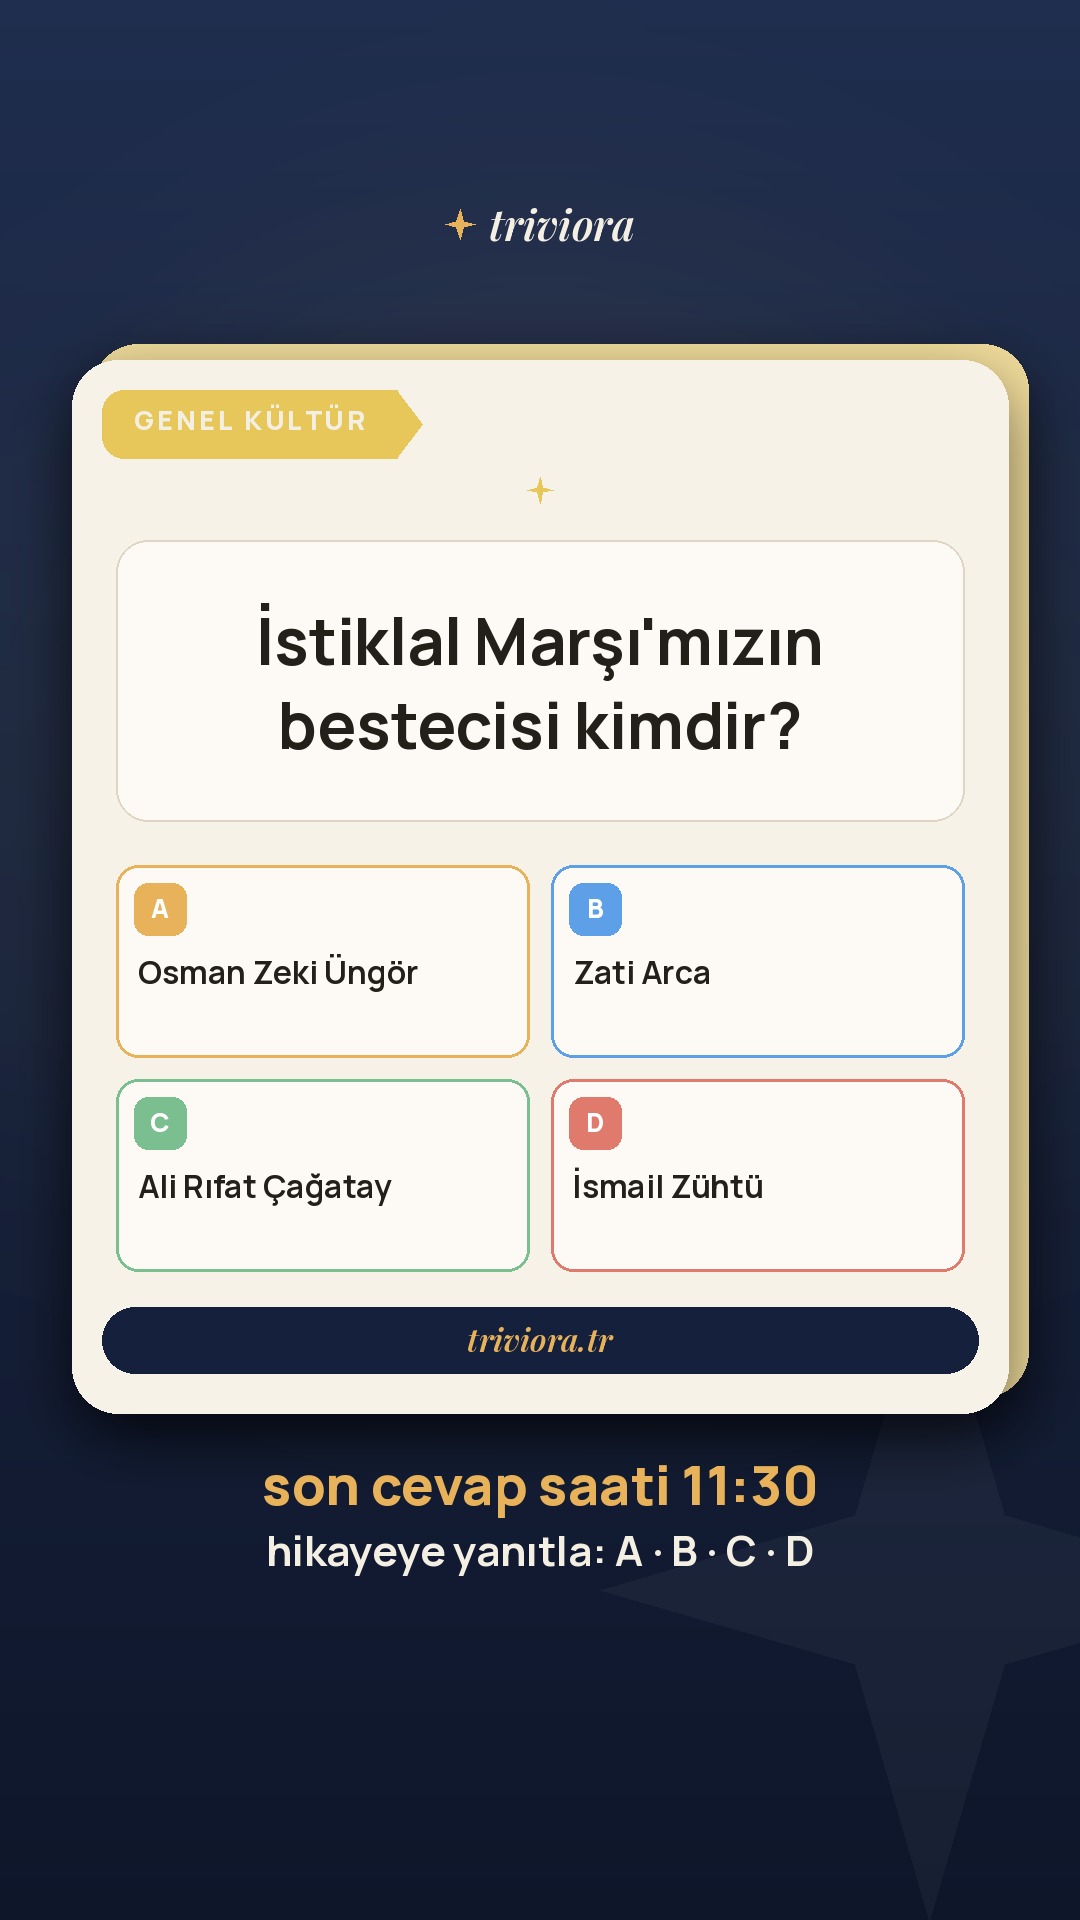 triviora
GENEL KÜLTÜR
İstiklal Marşı'mızın
bestecisi kimdir?
A
Osman Zeki Üngör
B
Zati Arca
C
Ali Rıfat Çağatay
D
İsmail Zühtü
triviora.tr
son cevap saati 11:30
hikayeye yanıtla: A · B · C · D